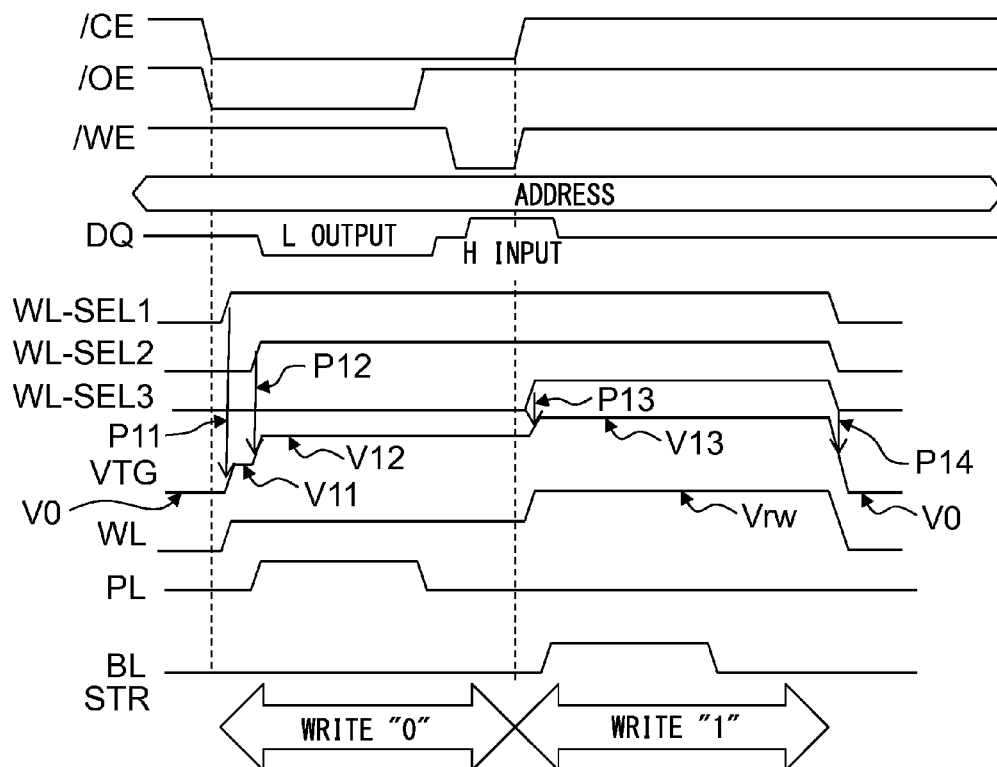 /CE
/OE
/WE
ADDRESS
DQ
L OUTPUT
H INPUT
WL-SEL1
WL-SEL2
P12
WL-SEL3
P13
P11
V12
V13
P14
VTG
V11
V0
Vrw
V0
WL
PL
BL
STR
WRITE "0"
WRITE "1"